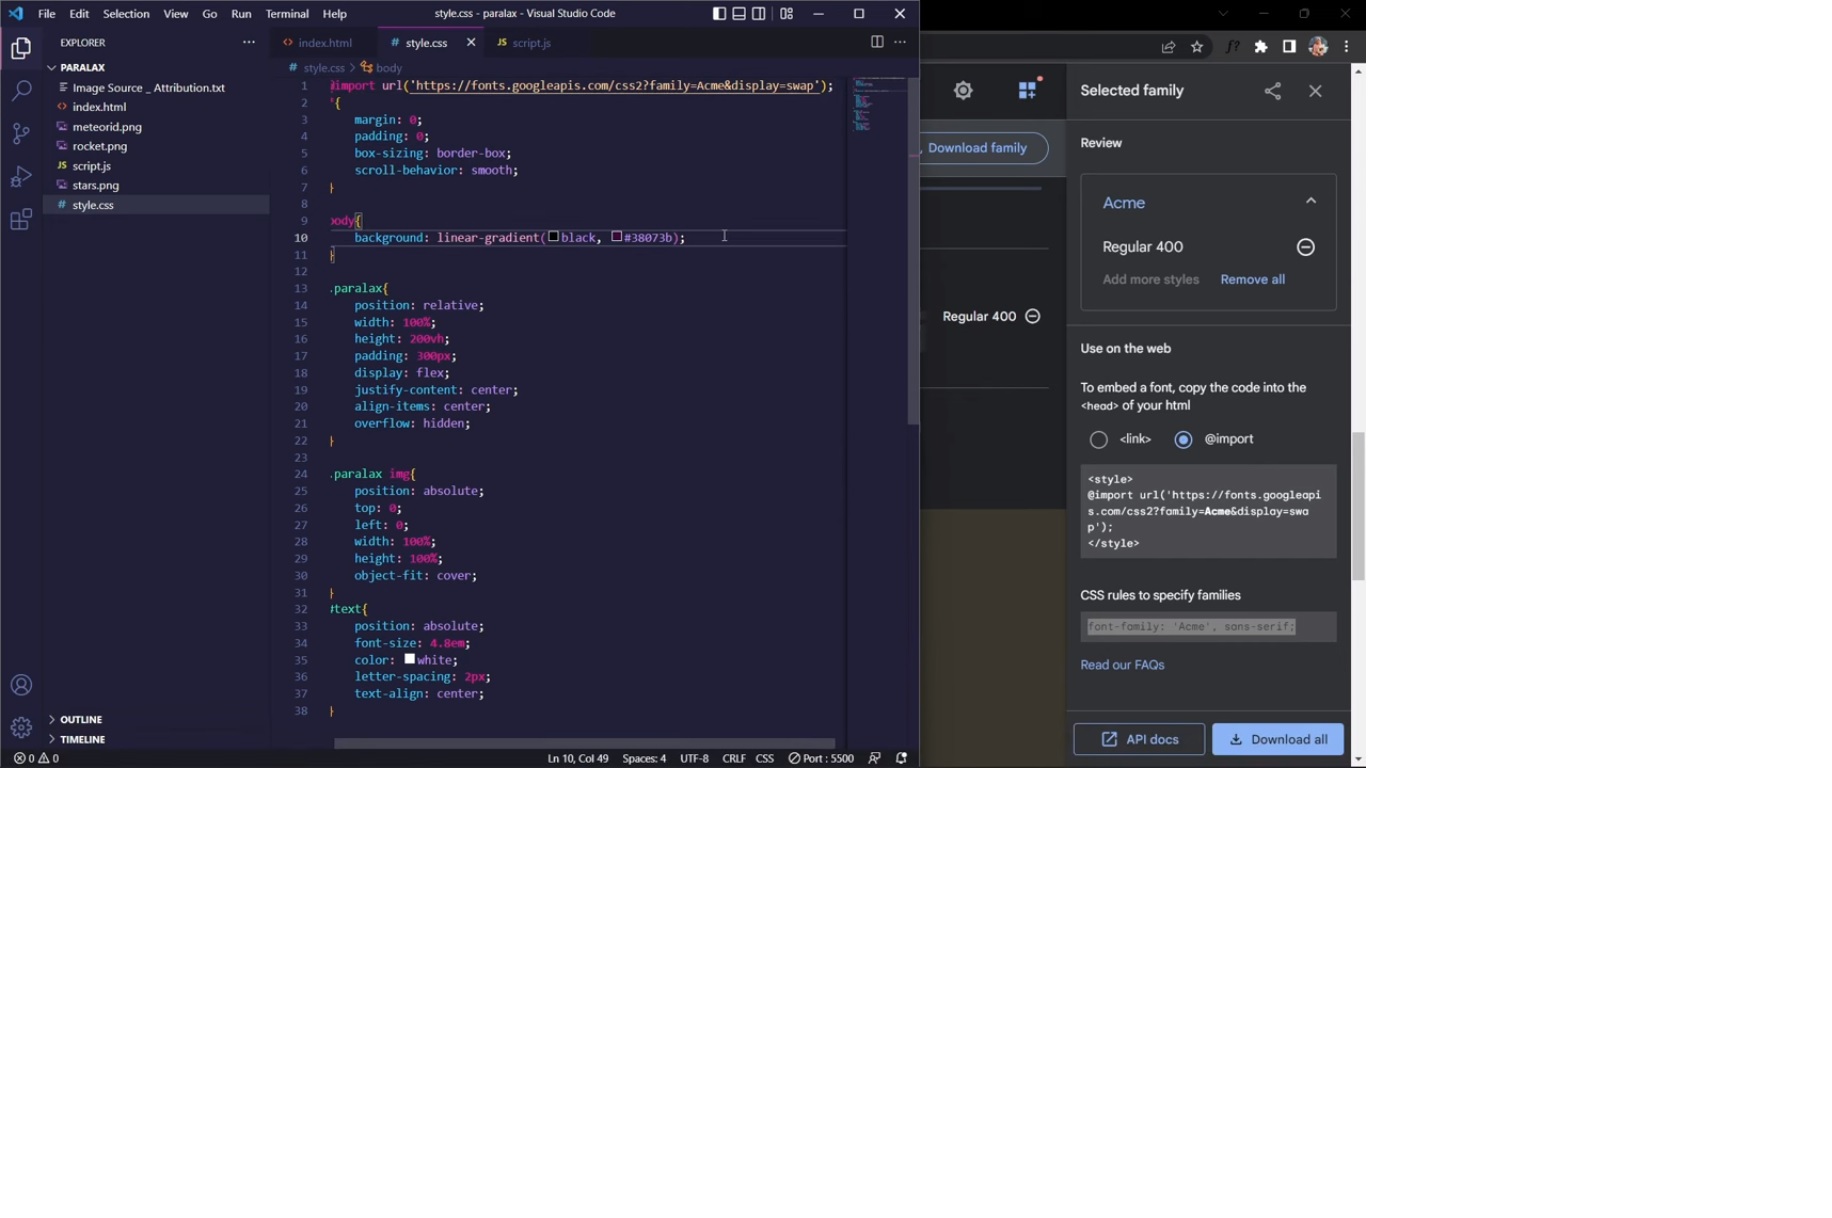 File Edit Selection View Go Run Terminal Help
style.css - paralax - Visual Studio Code
EXPLORER
index.html
# style.css
JS script.js
PARALAX
Image Source _ Attribution.txt
index.html
meteorid.png
rocket.png
JS script.js
stars.png
# style.css
OUTLINE
TIMELINE
# style.css > body
1 @import url('https://fonts.googleapis.com/css2?family=Acme&display=swap');
2 *{
3 margin: 0;
4 padding: 0;
5 box-sizing: border-box;
6 scroll-behavior: smooth;
7 }
8
9 body{
10 background: linear-gradient(black, #38073b);
11 }
12
13 .paralax{
14 position: relative;
15 width: 100%;
16 height: 200vh;
17 padding: 300px;
18 display: flex;
19 justify-content: center;
20 align-items: center;
21 overflow: hidden;
22 }
23
24 .paralax img{
25 position: absolute;
26 top: 0;
27 left: 0;
28 width: 100%;
29 height: 100%;
30 object-fit: cover;
31 }
32 #text{
33 position: absolute;
34 font-size: 4.8em;
35 color: white;
36 letter-spacing: 2px;
37 text-align: center;
38 }
0 0
Ln 10, Col 49 Spaces: 4 UTF-8 CRLF CSS Port : 5500
Download family
Regular 400
f?
Selected family
Review
Acme
Regular 400
Add more styles Remove all
Use on the web
To embed a font, copy the code into the
<head> of your html
<link> @import
<style>
@import url('https://fonts.googleapi
s.com/css2?family=Acme&display=swa
p');
</style>
CSS rules to specify families
font-family: 'Acme', sans-serif;
Read our FAQs
API docs
Download all